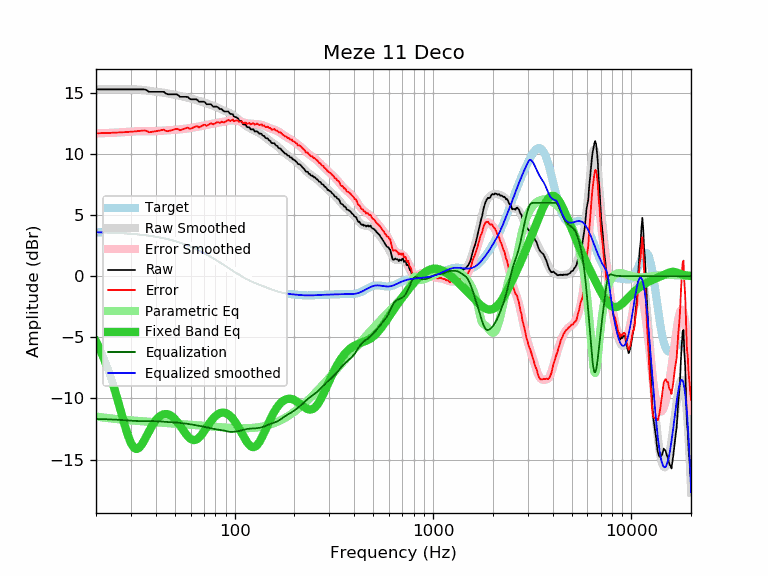 Meze 11 Deco
Amplitude (dBr)
15
10
5
0
−5
−10
−15
Target
Raw Smoothed
Error Smoothed
Raw
Error
Parametric Eq
Fixed Band Eq
Equalization
Equalized smoothed
100
1000
10000
Frequency (Hz)